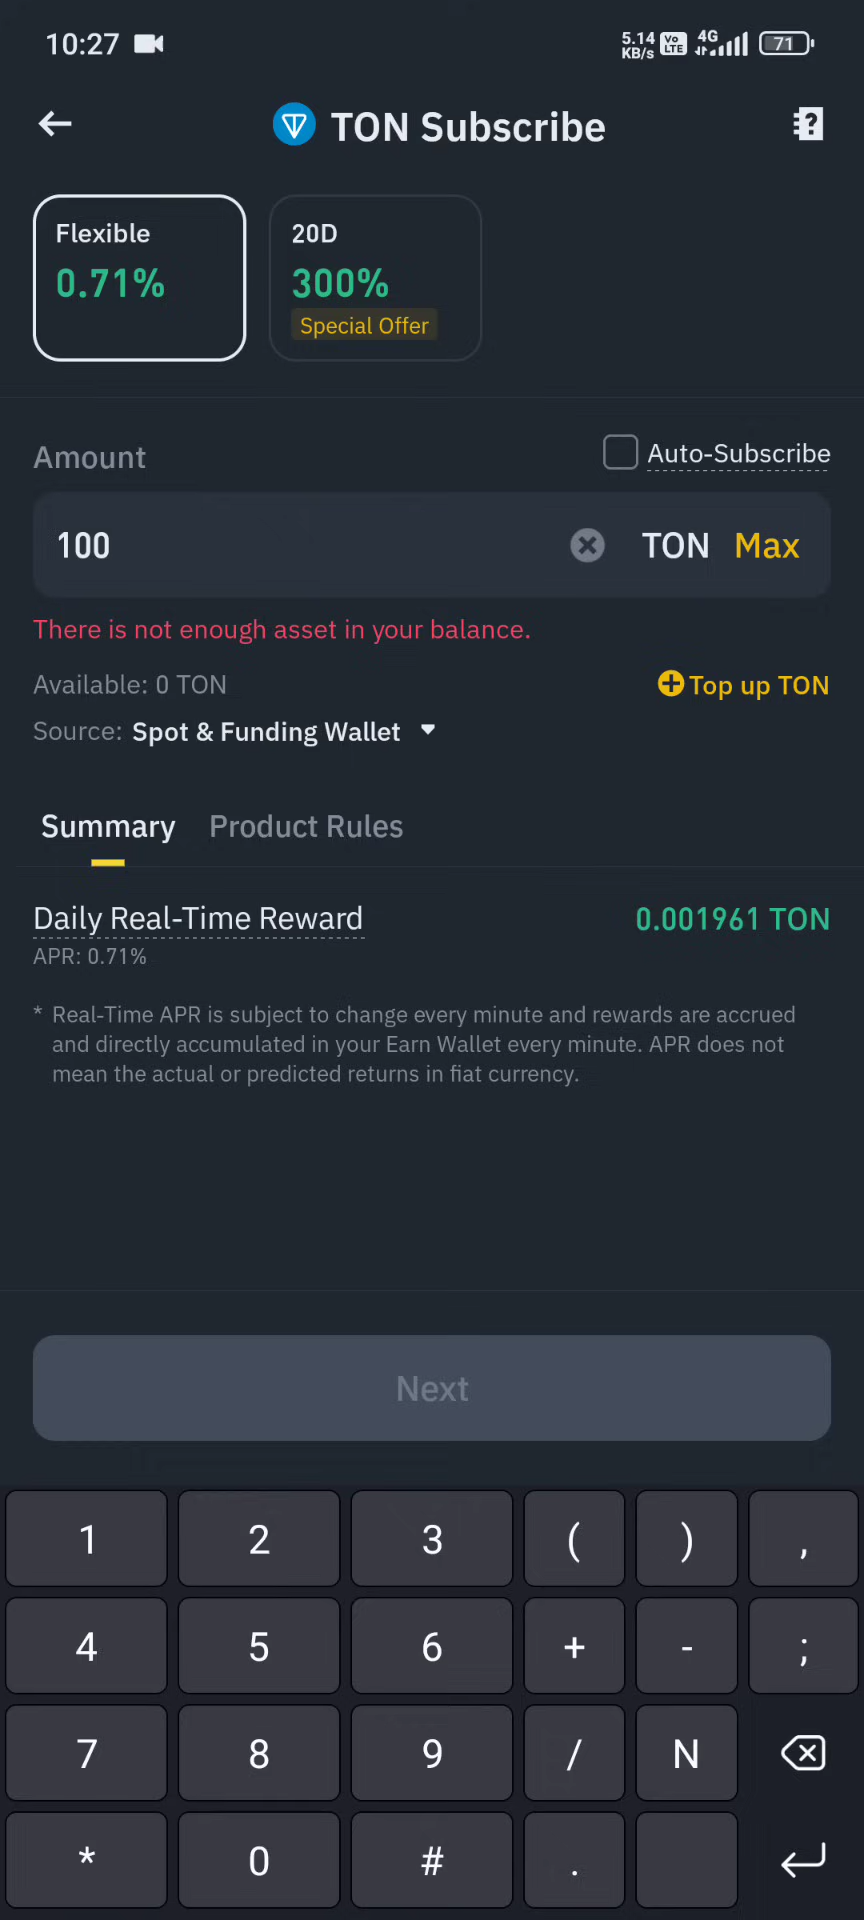 10:27
5.14 KB/s Vo LTE 4G 71
TON Subscribe
Flexible
0.71%
20D
300%
Special Offer
Amount
Auto-Subscribe
100
TON Max
There is not enough asset in your balance.
Available: 0 TON
Top up TON
Source: Spot & Funding Wallet
Summary Product Rules
Daily Real-Time Reward 0.001961 TON
APR: 0.71%
* Real-Time APR is subject to change every minute and rewards are accrued
and directly accumulated in your Earn Wallet every minute. APR does not
mean the actual or predicted returns in fiat currency.
Next
1 2 3 ( ) ,
4 5 6 + - ;
7 8 9 / N
* 0 # .